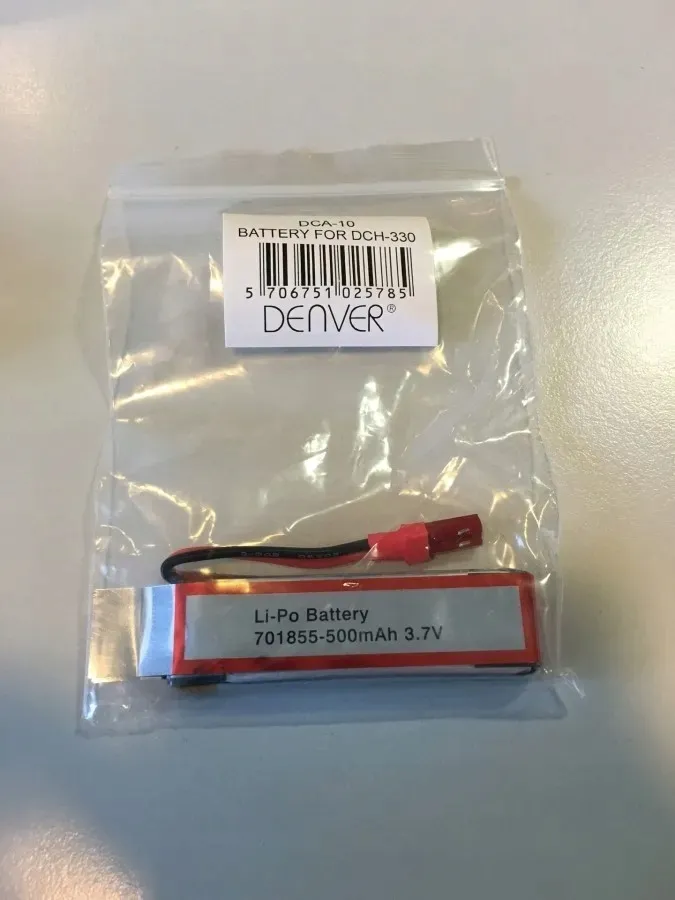 DCA-10
BATTERY FOR DCH-330
5 706751 025785
DENVER®
Li-Po Battery
701855-500mAh 3.7V